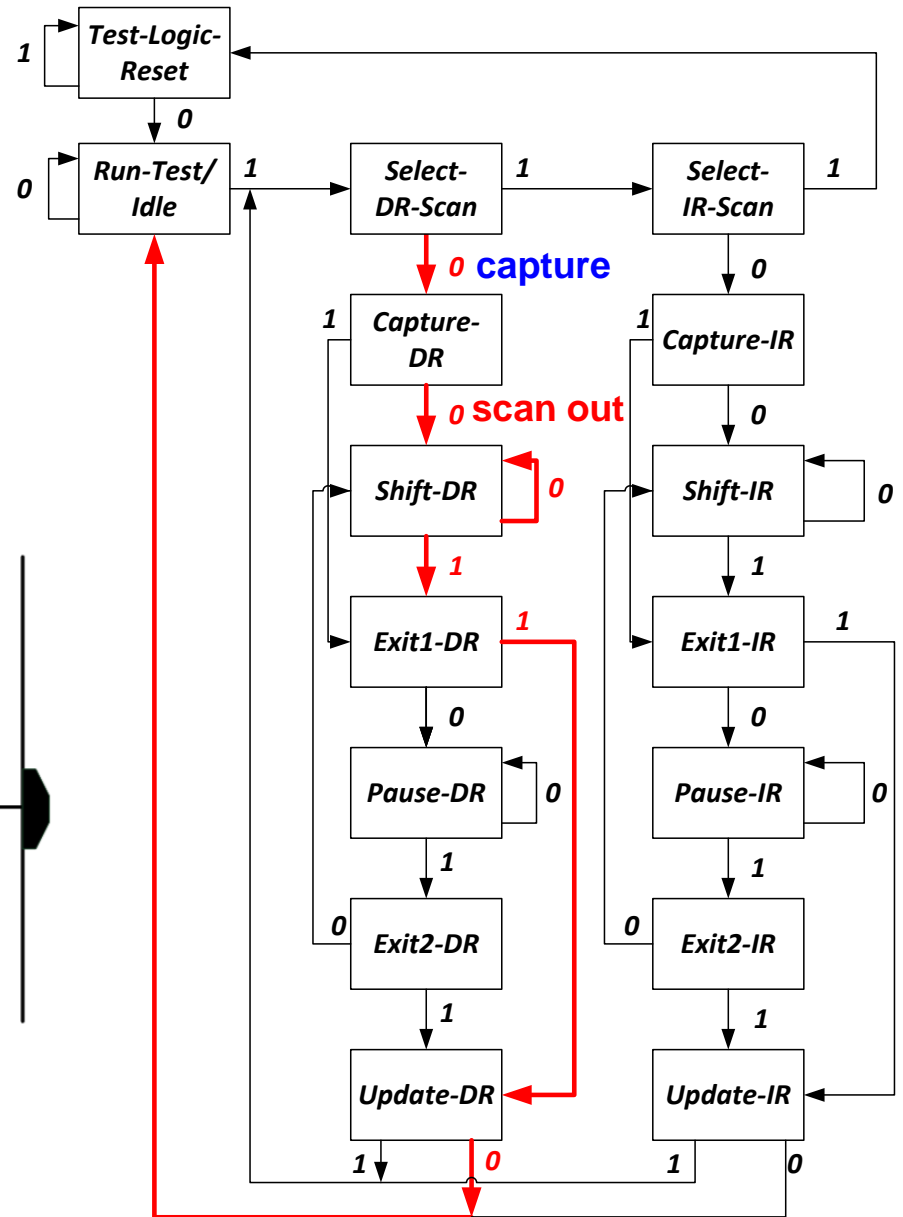 Test-Logic-
Reset
1
0
Run-Test/
Idle
0
1
Select-
DR-Scan
1
Select-
IR-Scan
1
0 capture
0
1
Capture-
DR
1
Capture-IR
0 scan out
0
Shift-DR
0
Shift-IR
0
1
1
Exit1-DR
1
Exit1-IR
1
0
0
Pause-DR
0
Pause-IR
0
1
1
0
Exit2-DR
0
Exit2-IR
1
1
Update-DR
Update-IR
1
0
1
0